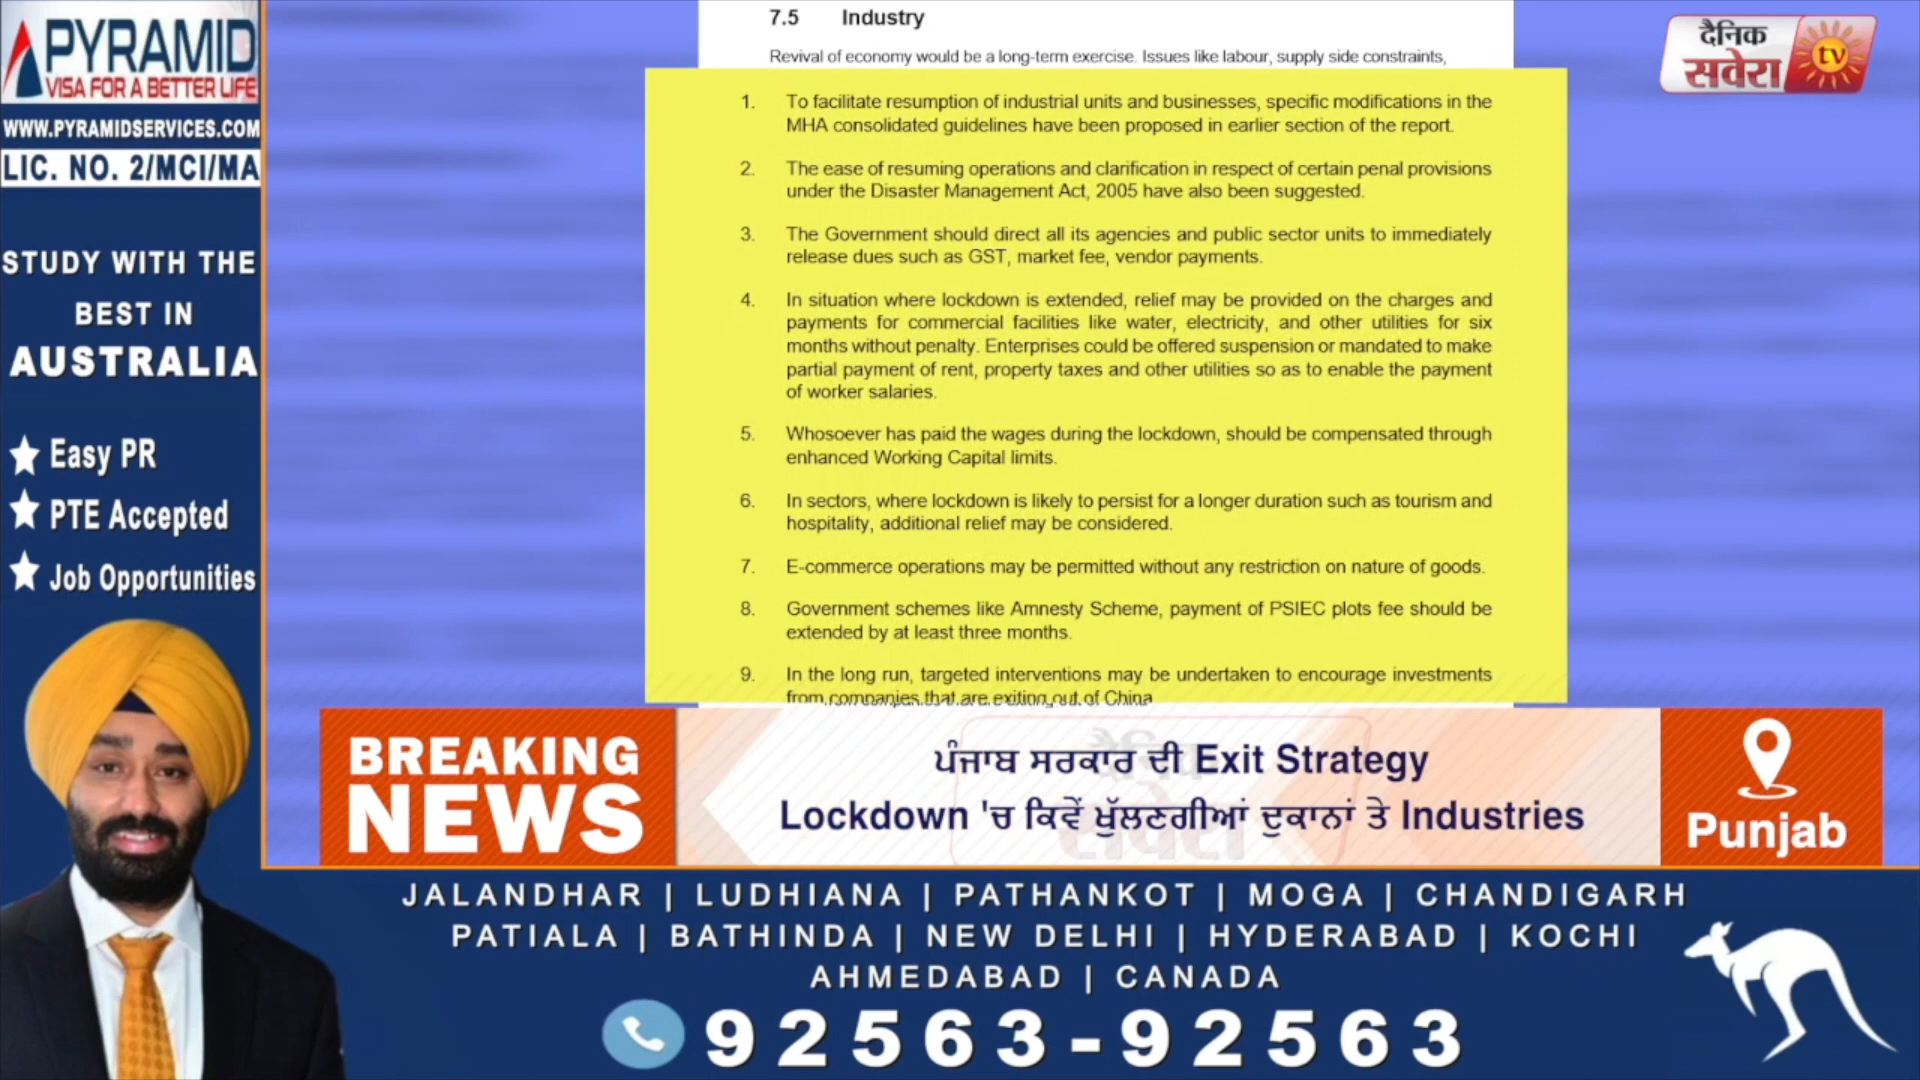 PYRAMID
VISA FOR A BETTER LIFE
WWW.PYRAMIDSERVICES.COM
LIC. NO. 2/MCI/MA
STUDY WITH THE
BEST IN
AUSTRALIA
Easy PR
PTE Accepted
Job Opportunities
7.5 Industry
Revival of economy would be a long-term exercise. Issues like labour, supply side constraints,
1. To facilitate resumption of industrial units and businesses, specific modifications in the
MHA consolidated guidelines have been proposed in earlier section of the report.
2. The ease of resuming operations and clarification in respect of certain penal provisions
under the Disaster Management Act, 2005 have also been suggested.
3. The Government should direct all its agencies and public sector units to immediately
release dues such as GST, market fee, vendor payments.
4. In situation where lockdown is extended, relief may be provided on the charges and
payments for commercial facilities like water, electricity, and other utilities for six
months without penalty. Enterprises could be offered suspension or mandated to make
partial payment of rent, property taxes and other utilities so as to enable the payment
of worker salaries.
5. Whosoever has paid the wages during the lockdown, should be compensated through
enhanced Working Capital limits.
6. In sectors, where lockdown is likely to persist for a longer duration such as tourism and
hospitality, additional relief may be considered.
7. E-commerce operations may be permitted without any restriction on nature of goods.
8. Government schemes like Amnesty Scheme, payment of PSIEC plots fee should be
extended by at least three months.
9. In the long run, targeted interventions may be undertaken to encourage investments
from companies that are exiting out of China
दैनिक
सवेरा tv
BREAKING
NEWS
ਪੰਜਾਬ ਸਰਕਾਰ ਦੀ Exit Strategy
Lockdown 'ਚ ਕਿਵੇਂ ਖੁੱਲਣਗੀਆਂ ਦੁਕਾਨਾਂ ਤੇ Industries
Punjab
JALANDHAR | LUDHIANA | PATHANKOT | MOGA | CHANDIGARH
PATIALA | BATHINDA | NEW DELHI | HYDERABAD | KOCHI
AHMEDABAD | CANADA
92563-92563